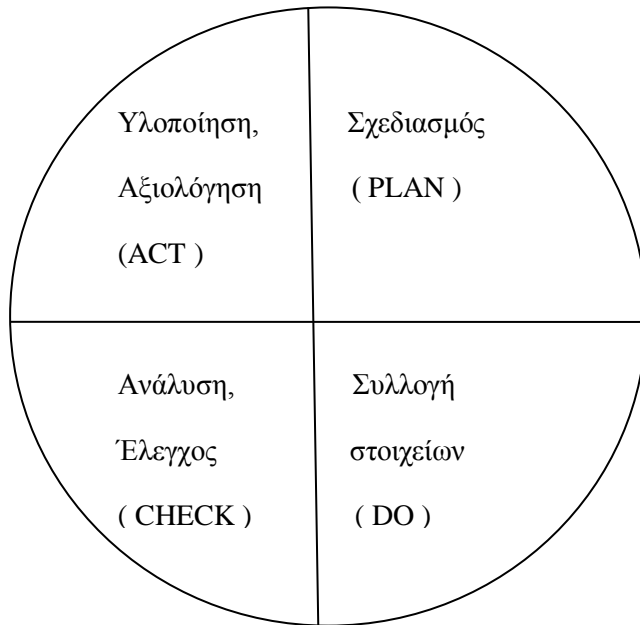 Υλοποίηση,
Αξιολόγηση
(ACT )
Σχεδιασμός
( PLAN )
Ανάλυση,
Έλεγχος
( CHECK )
Συλλογή
στοιχείων
( DO )